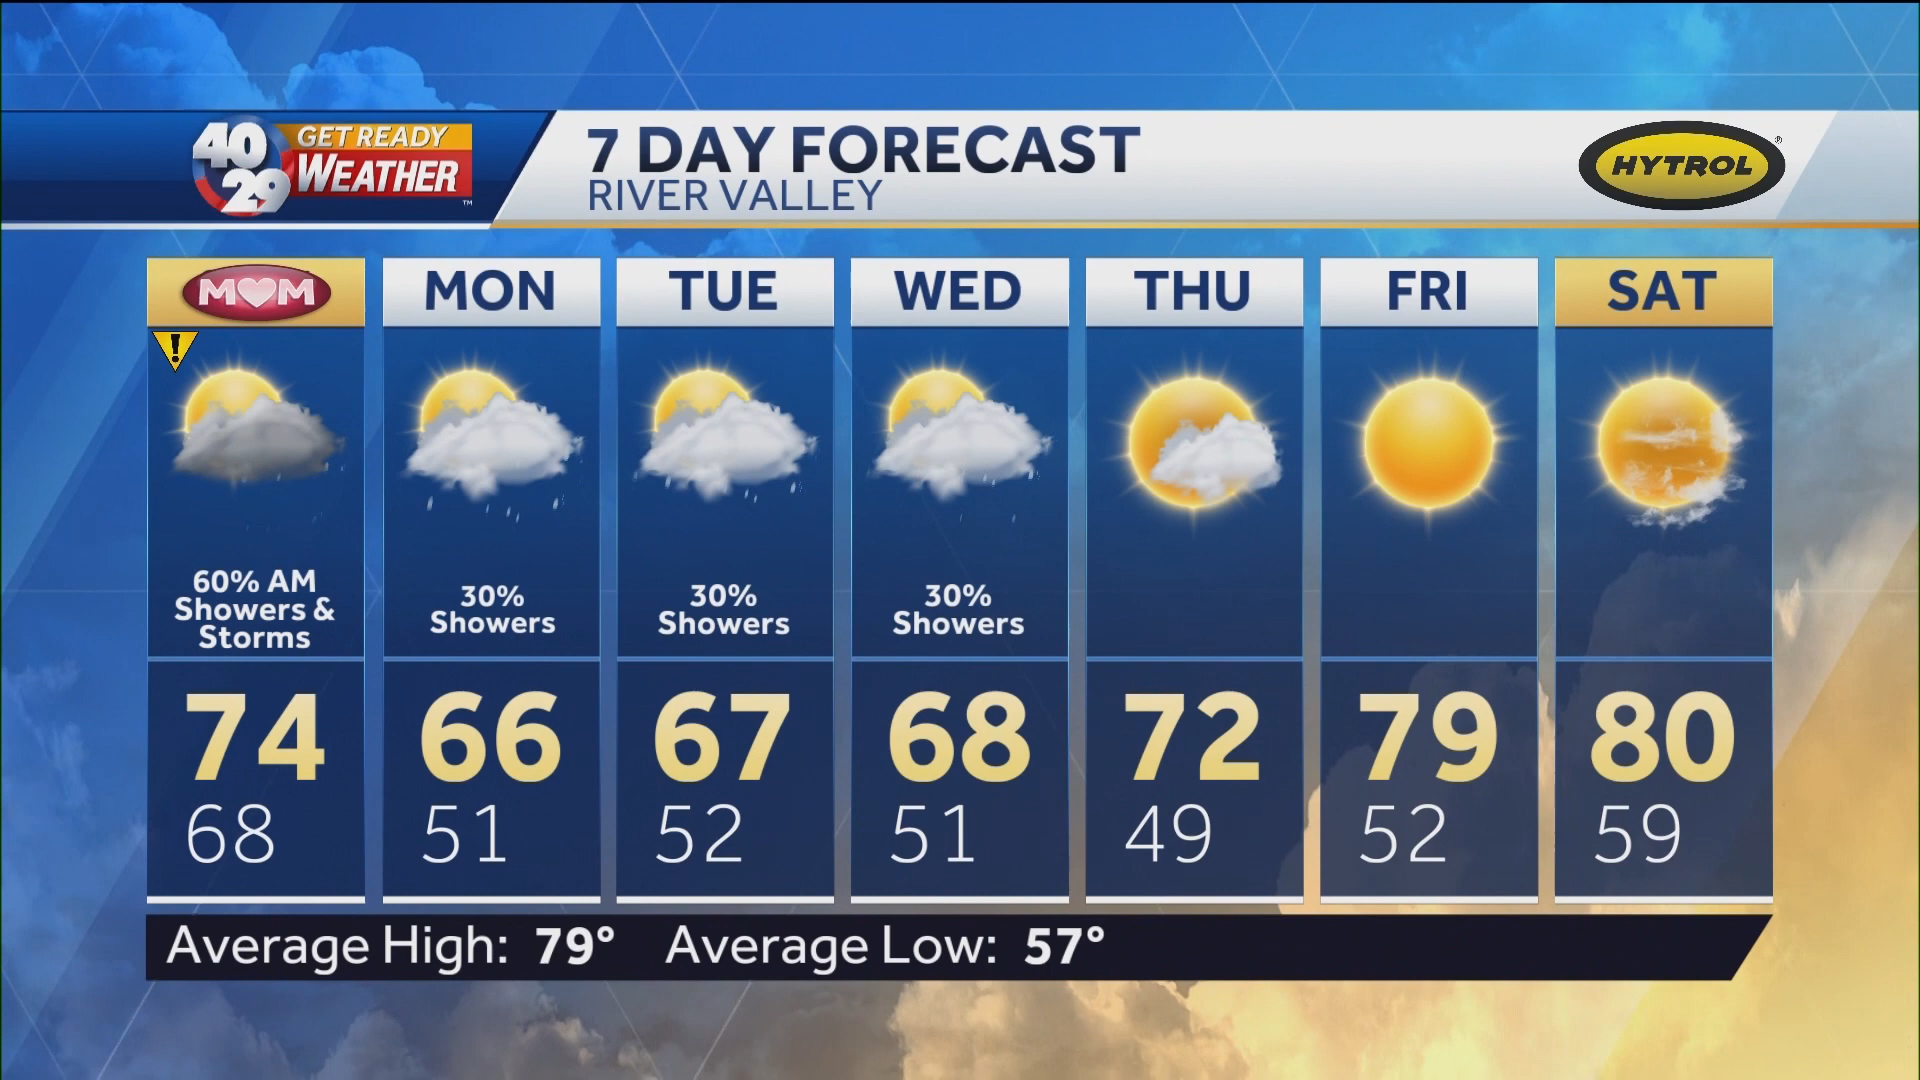 40
29
GET READY
WEATHER
™
7 DAY FORECAST
RIVER VALLEY
HYTROL
®
M♥M
!
60% AM
Showers &
Storms
74
68
MON
30%
Showers
66
51
TUE
30%
Showers
67
52
WED
30%
Showers
68
51
THU
72
49
FRI
79
52
SAT
80
59
Average High: 79° Average Low: 57°